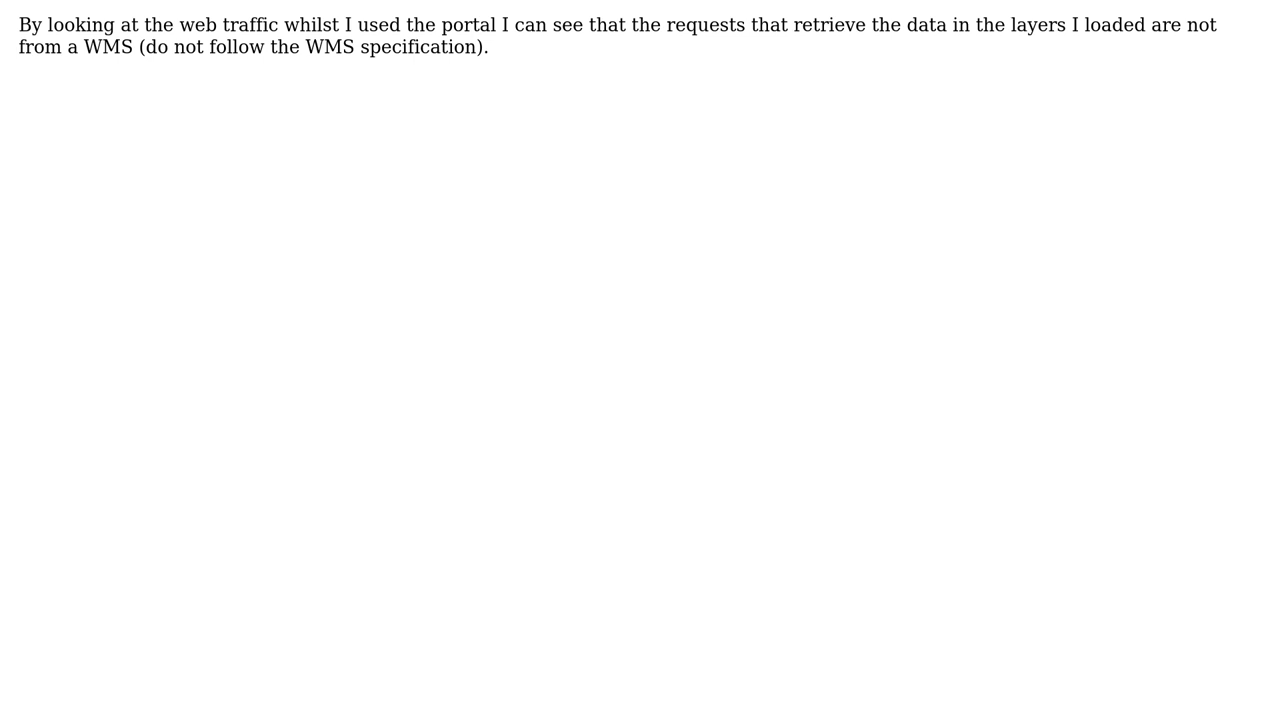 By looking at the web traffic whilst I used the portal I can see that the requests that retrieve the data in the layers I loaded are not
from a WMS (do not follow the WMS specification).